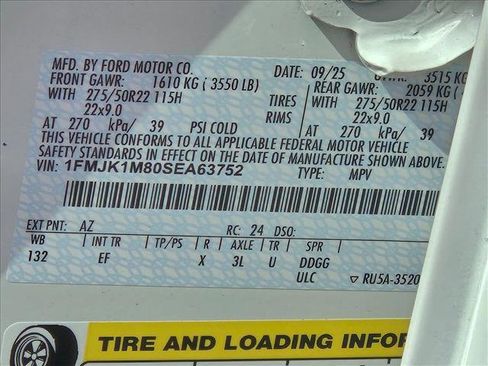 MFD. BY FORD MOTOR CO.
DATE: 09/25 3515 KG
FRONT GAWR: 1610 KG ( 3550 LB)
REAR GAWR: 2059 KG
WITH 275/50R22 115H TIRES WITH 275/50R22 115H
22x9.0 RIMS 22x9.0
AT 270 kPa/ 39 PSI COLD AT 270 kPa/ 39
THIS VEHICLE CONFORMS TO ALL APPLICABLE FEDERAL MOTOR VEHICLE
SAFETY STANDARDS IN EFFECT ON THE DATE OF MANUFACTURE SHOWN ABOVE.
VIN: 1FMJK1M80SEA63752 TYPE: MPV
EXT PNT: AZ RC: 24 DSO:
WB INT TR TP/PS R AXLE TR SPR
132 EF X 3L U DDGG
ULC ▽ RU5A-3520
TIRE AND LOADING INFOR